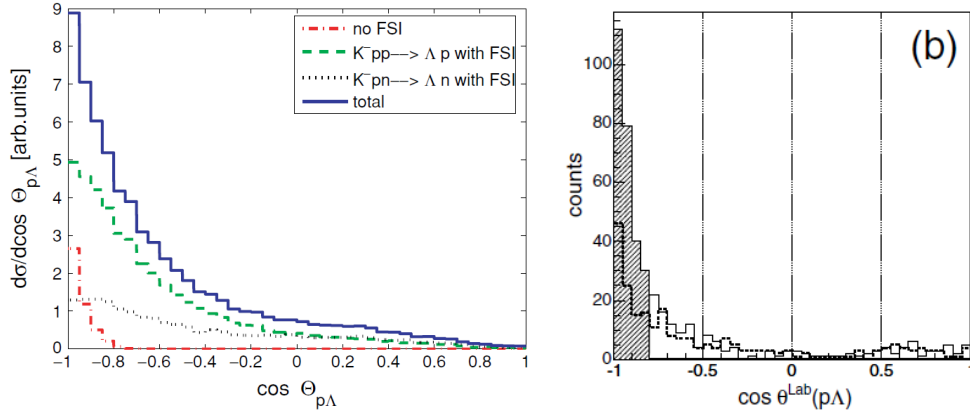 9
8
7
6
5
4
3
2
1
0
dσ/dcos Θ_pΛ [arb.units]
no FSI
K⁻pp--> Λ p with FSI
K⁻pn--> Λ n with FSI
total
-1 -0.8 -0.6 -0.4 -0.2 0 0.2 0.4 0.6 0.8 1
cos Θ_pΛ
(b)
100
80
60
40
20
0
counts
-1 -0.5 0 0.5 1
cos θ^Lab(pΛ)